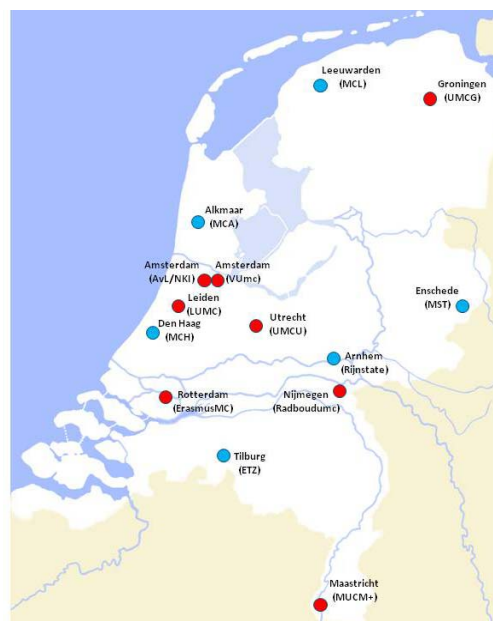 Leeuwarden
(MCL)
Groningen
(UMCG)
Alkmaar
(MCA)
Amsterdam
(AvL/NKI)
Amsterdam
(VUmc)
Leiden
(LUMC)
Enschede
(MST)
Den Haag
(MCH)
Utrecht
(UMCU)
Arnhem
(Rijnstate)
Rotterdam
(ErasmusMC)
Nijmegen
(Radboudumc)
Tilburg
(ETZ)
Maastricht
(MUCM+)